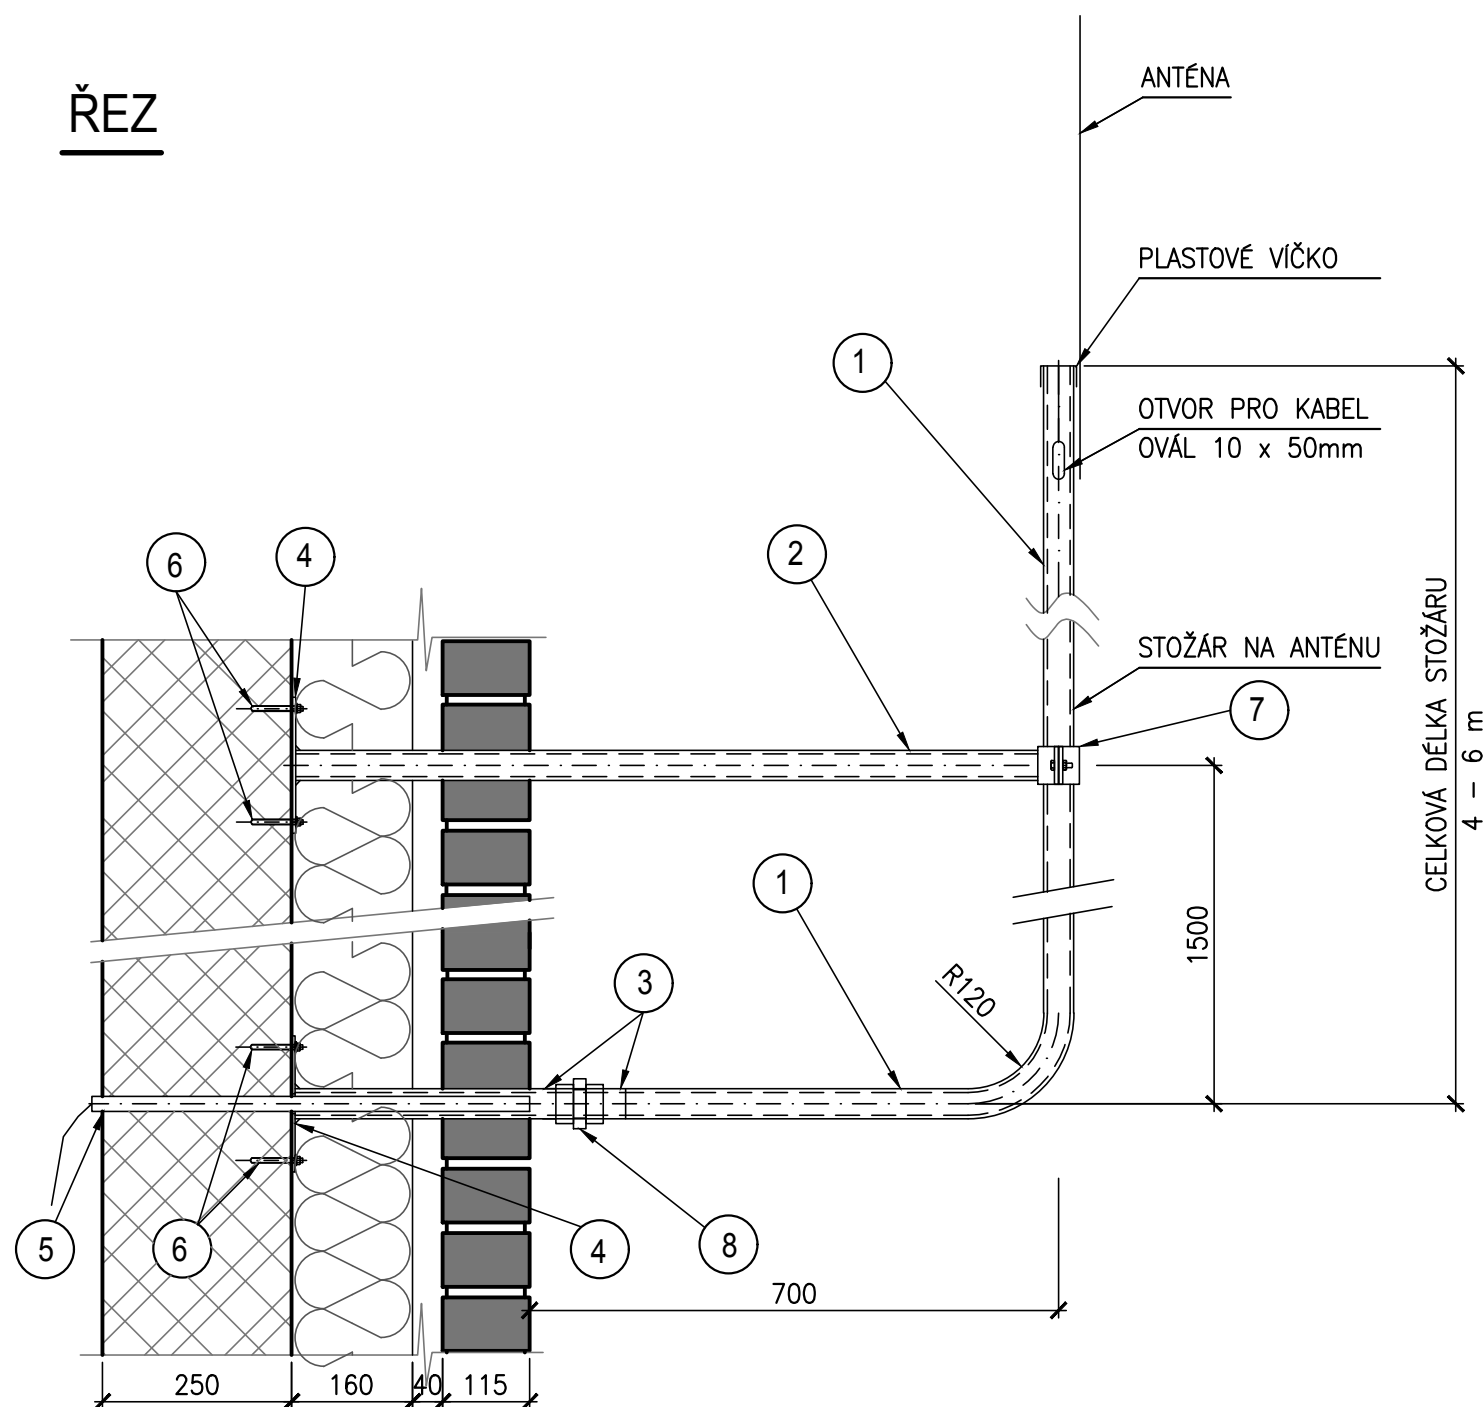 ŘEZ
ANTÉNA
PLASTOVÉ VÍČKO
1
OTVOR PRO KABEL
OVÁL 10 x 50mm
2
6
4
STOŽÁR NA ANTÉNU
7
CELKOVÁ DÉLKA STOŽÁRU
4 – 6 m
1
1500
3
R120
5
6
4
8
700
250
160
40
115